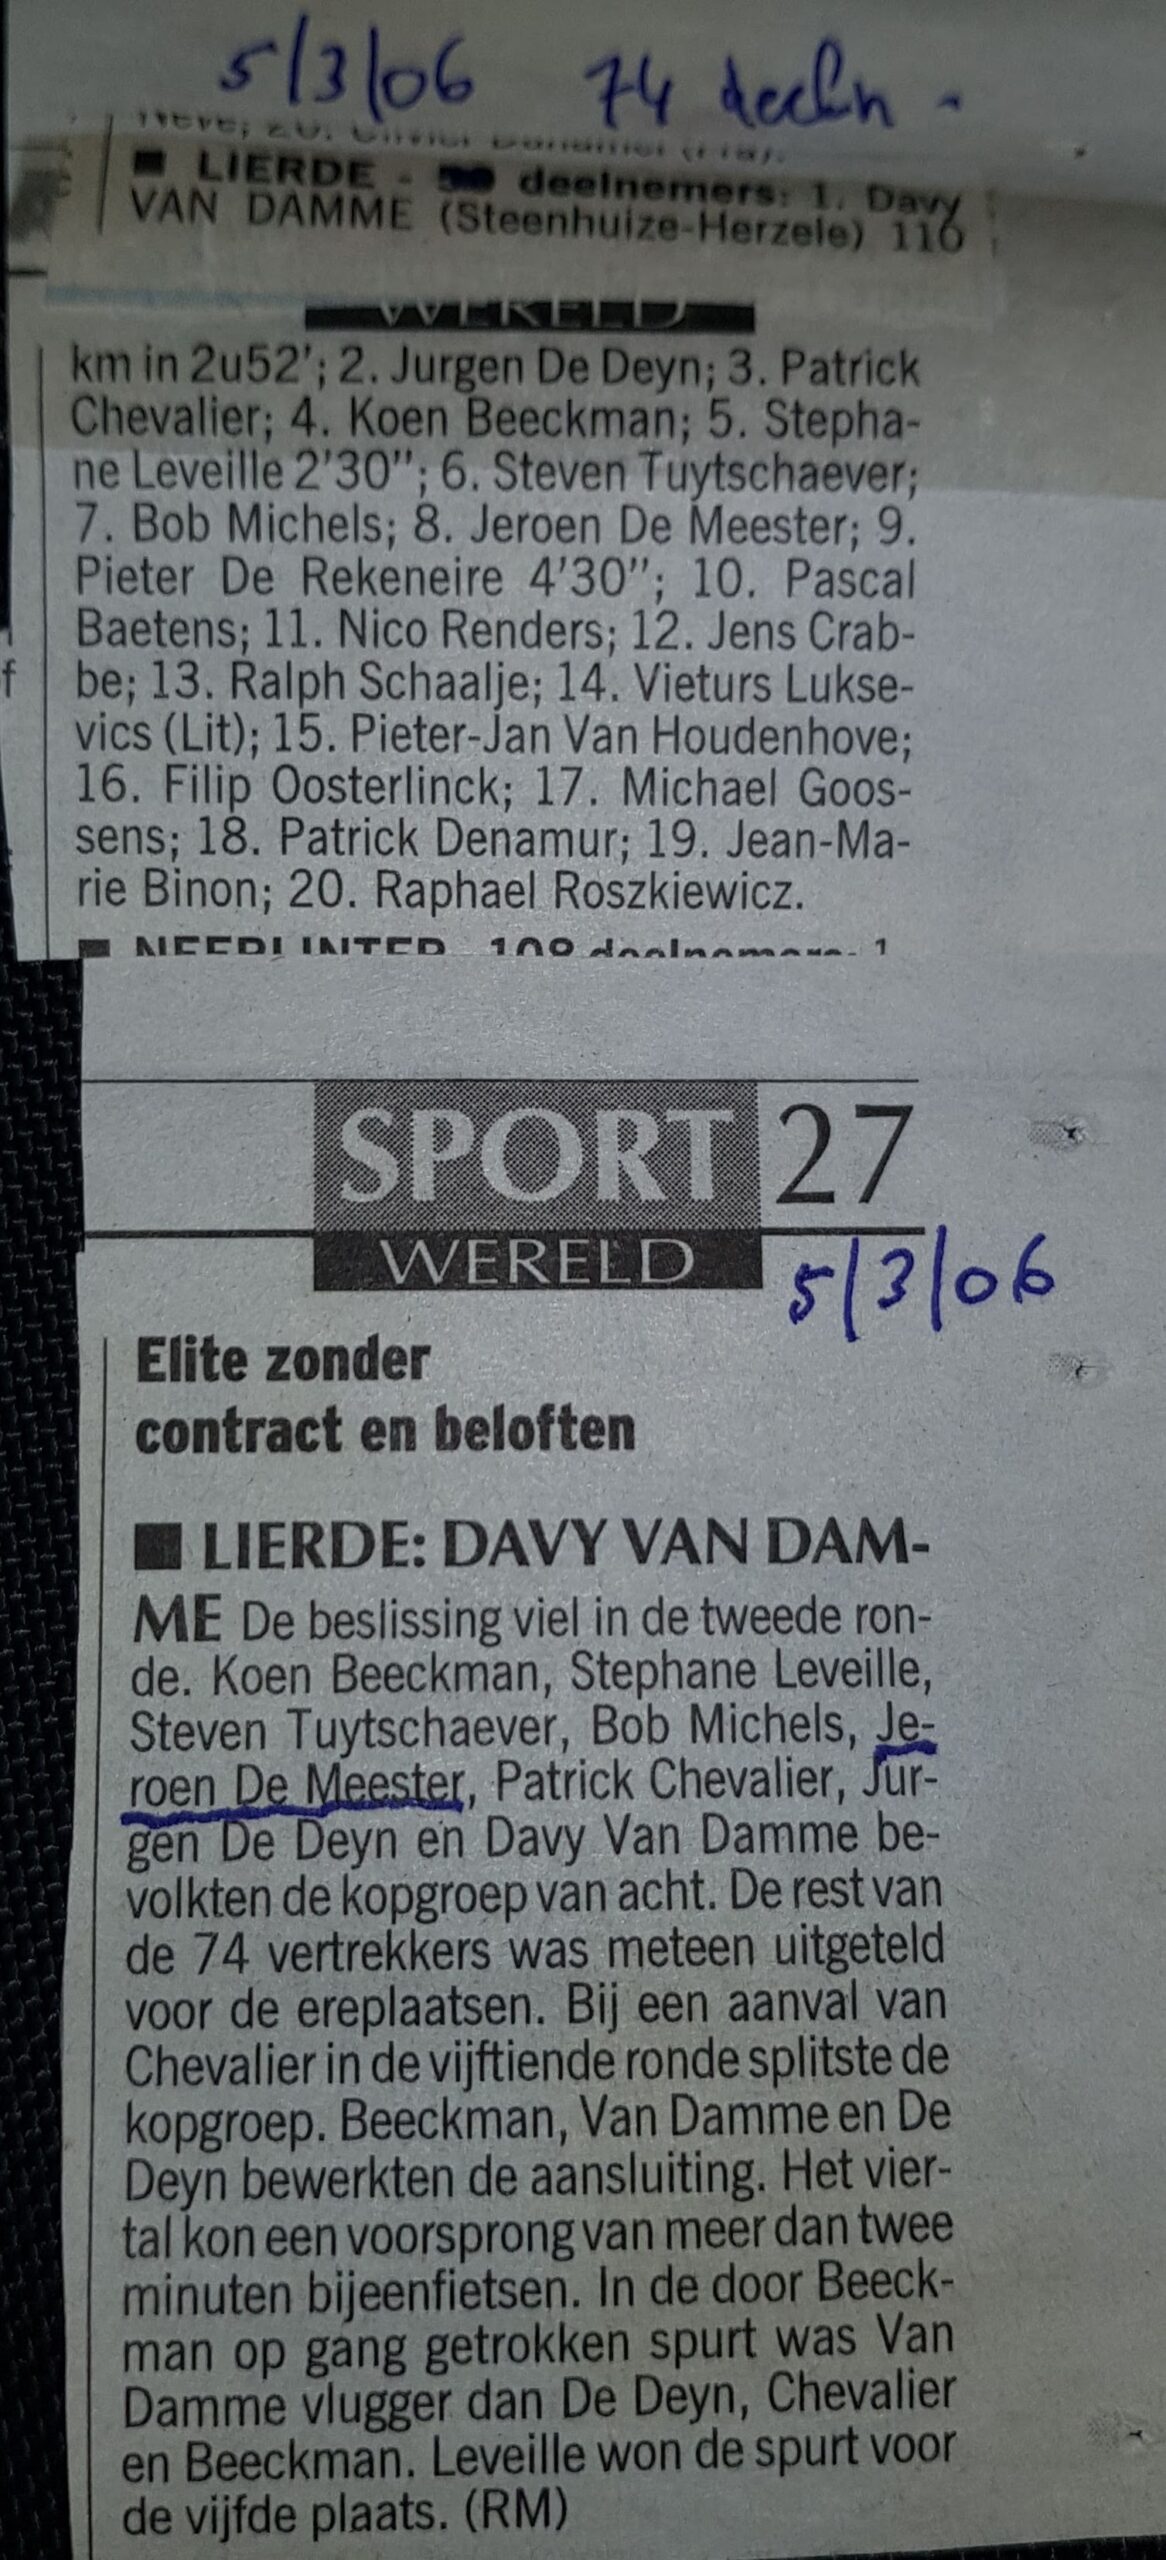 5/3/06 74 deeln -
■ LIERDE - deelnemers: 1. Davy
VAN DAMME (Steenhuize-Herzele) 110
WERELD
km in 2u52'; 2. Jurgen De Deyn; 3. Patrick
Chevalier; 4. Koen Beeckman; 5. Stepha-
ne Leveille 2'30"; 6. Steven Tuytschaever;
7. Bob Michels; 8. Jeroen De Meester; 9.
Pieter De Rekeneire 4'30"; 10. Pascal
Baetens; 11. Nico Renders; 12. Jens Crab-
be; 13. Ralph Schaalje; 14. Vieturs Lukse-
vics (Lit); 15. Pieter-Jan Van Houdenhove;
16. Filip Oosterlinck; 17. Michael Goos-
sens; 18. Patrick Denamur; 19. Jean-Ma-
rie Binon; 20. Raphael Roszkiewicz.
■ NEERLINTER - 108 deelnemers: 1
SPORT 27
WERELD
5/3/06
Elite zonder
contract en beloften
■ LIERDE: DAVY VAN DAM-
ME De beslissing viel in de tweede ron-
de. Koen Beeckman, Stephane Leveille,
Steven Tuytschaever, Bob Michels, Je-
roen De Meester, Patrick Chevalier, Jur-
gen De Deyn en Davy Van Damme be-
volkten de kopgroep van acht. De rest van
de 74 vertrekkers was meteen uitgeteld
voor de ereplaatsen. Bij een aanval van
Chevalier in de vijftiende ronde splitste de
kopgroep. Beeckman, Van Damme en De
Deyn bewerkten de aansluiting. Het vier-
tal kon een voorsprong van meer dan twee
minuten bijeenfietsen. In de door Beeck-
man op gang getrokken spurt was Van
Damme vlugger dan De Deyn, Chevalier
en Beeckman. Leveille won de spurt voor
de vijfde plaats. (RM)